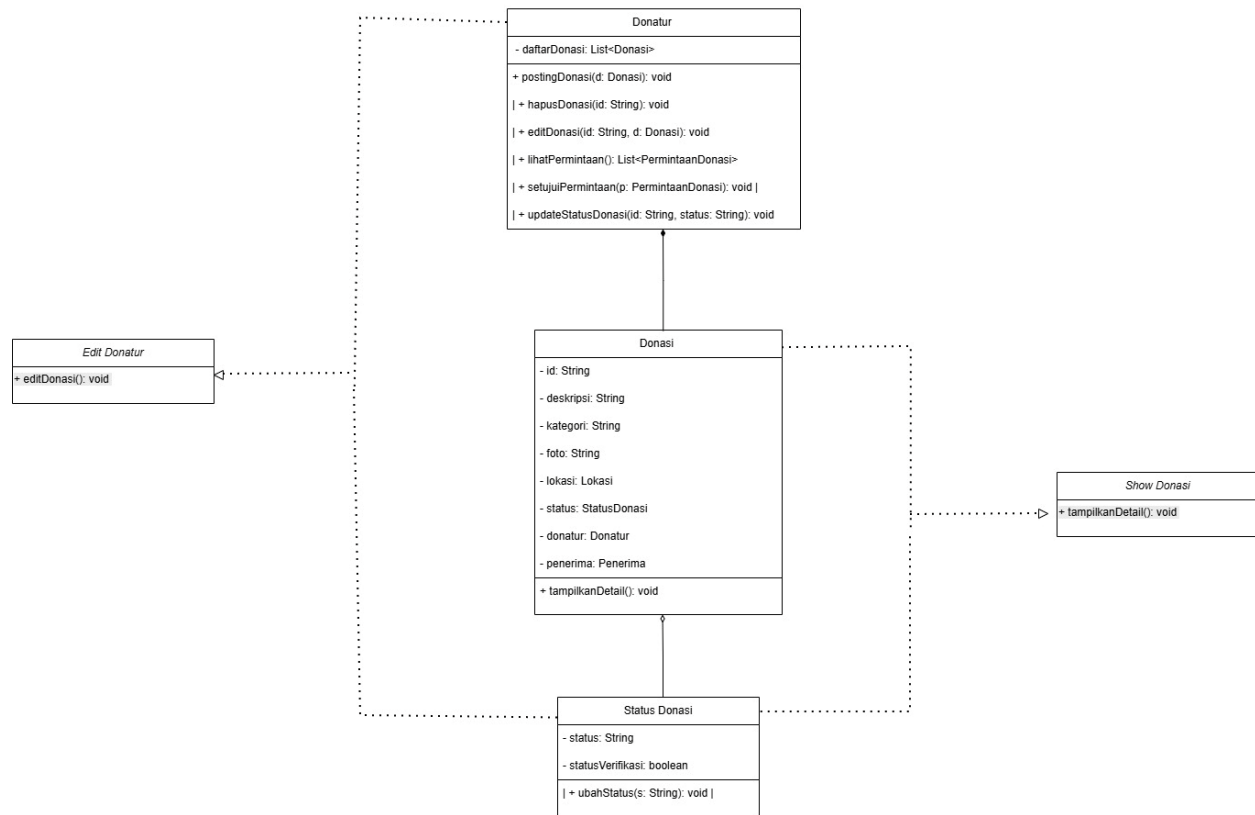 Donatur
- daftarDonasi: List<Donasi>
+ postingDonasi(d: Donasi): void
| + hapusDonasi(id: String): void
| + editDonasi(id: String, d: Donasi): void
| + lihatPermintaan(): List<PermintaanDonasi>
| + setujuiPermintaan(p: PermintaanDonasi): void |
| + updateStatusDonasi(id: String, status: String): void
Edit Donatur
+ editDonasi(): void
Donasi
- id: String
- deskripsi: String
- kategori: String
- foto: String
- lokasi: Lokasi
- status: StatusDonasi
- donatur: Donatur
- penerima: Penerima
+ tampilkanDetail(): void
Show Donasi
+ tampilkanDetail(): void
Status Donasi
- status: String
- statusVerifikasi: boolean
| + ubahStatus(s: String): void |